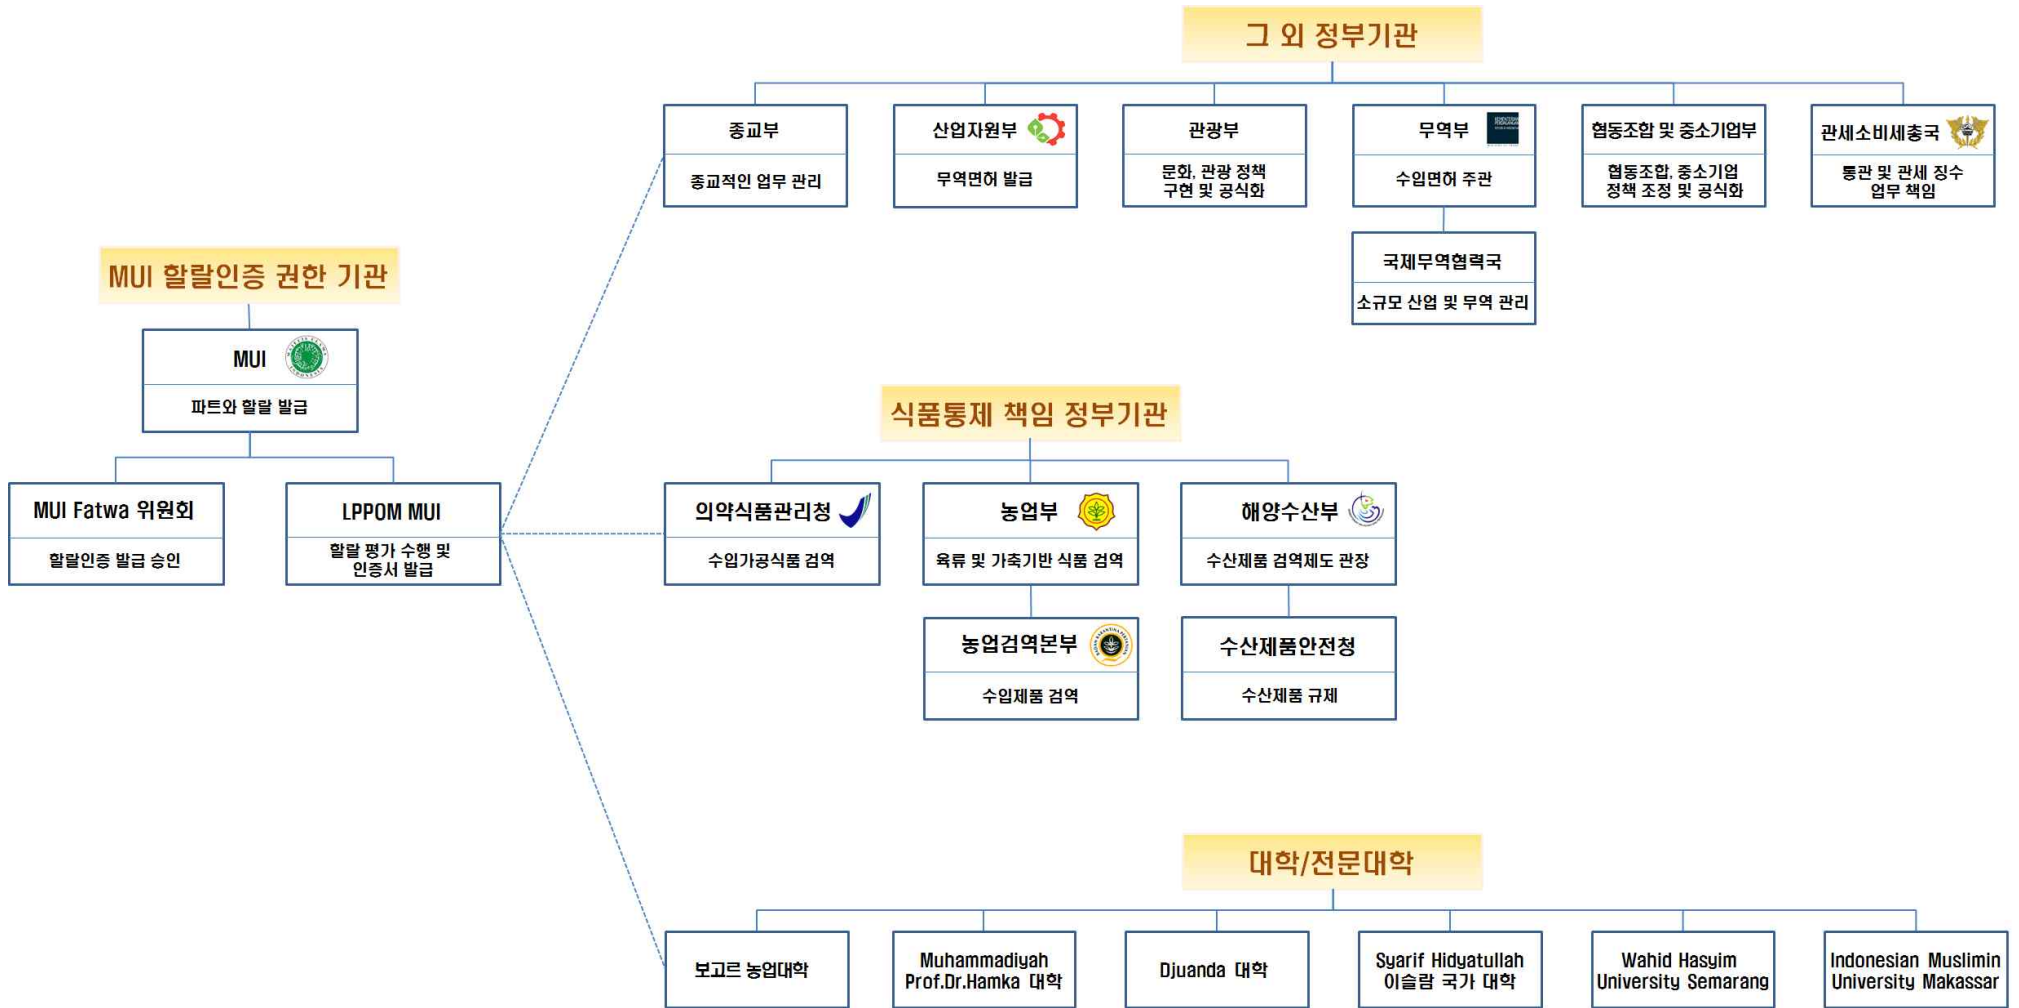 그 외 정부기관
종교부
종교적인 업무 관리
산업자원부
무역면허 발급
관광부
문화, 관광 정책
구현 및 공식화
무역부
수입면허 주관
협동조합 및 중소기업부
협동조합, 중소기업
정책 조정 및 공식화
관세소비세총국
통관 및 관세 징수
업무 책임
국제무역협력국
소규모 산업 및 무역 관리
MUI 할랄인증 권한 기관
MUI
파트와 할랄 발급
MUI Fatwa 위원회
할랄인증 발급 승인
LPPOM MUI
할랄 평가 수행 및
인증서 발급
식품통제 책임 정부기관
의약식품관리청
수입가공식품 검역
농업부
육류 및 가축기반 식품 검역
해양수산부
수산제품 검역제도 관장
농업검역본부
수입제품 검역
수산제품안전청
수산제품 규제
대학/전문대학
보고르 농업대학
Muhammadiyah
Prof.Dr.Hamka 대학
Djuanda 대학
Syarif Hidyatullah
이슬람 국가 대학
Wahid Hasyim
University Semarang
Indonesian Muslimin
University Makassar